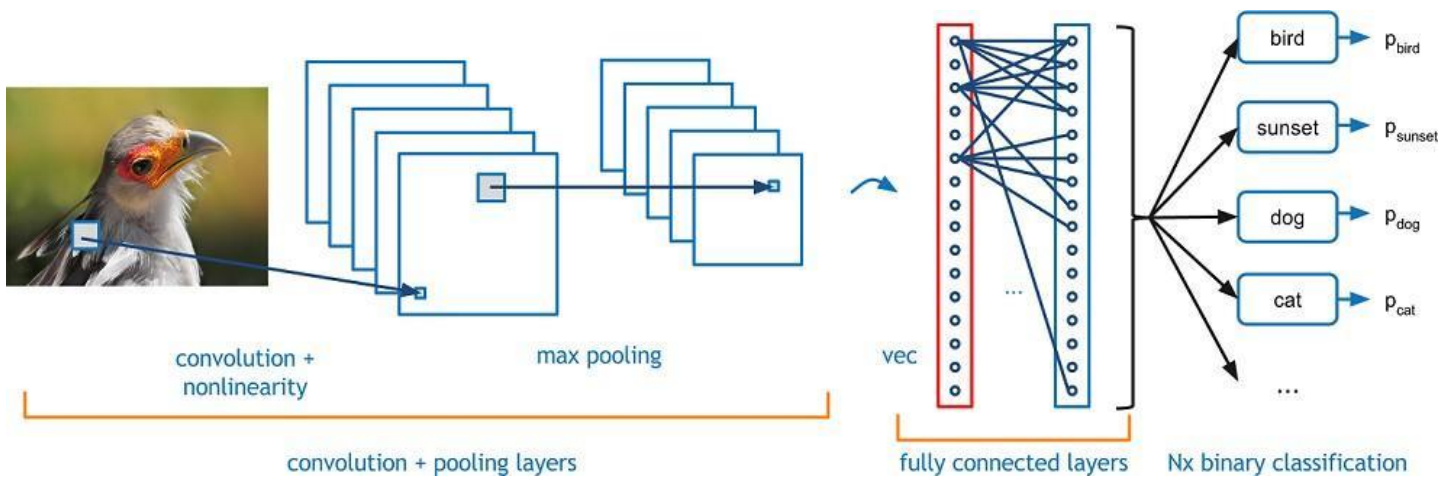 convolution +
nonlinearity
max pooling
vec
...
bird
p_bird
sunset
p_sunset
dog
p_dog
cat
p_cat
...
convolution + pooling layers
fully connected layers
Nx binary classification